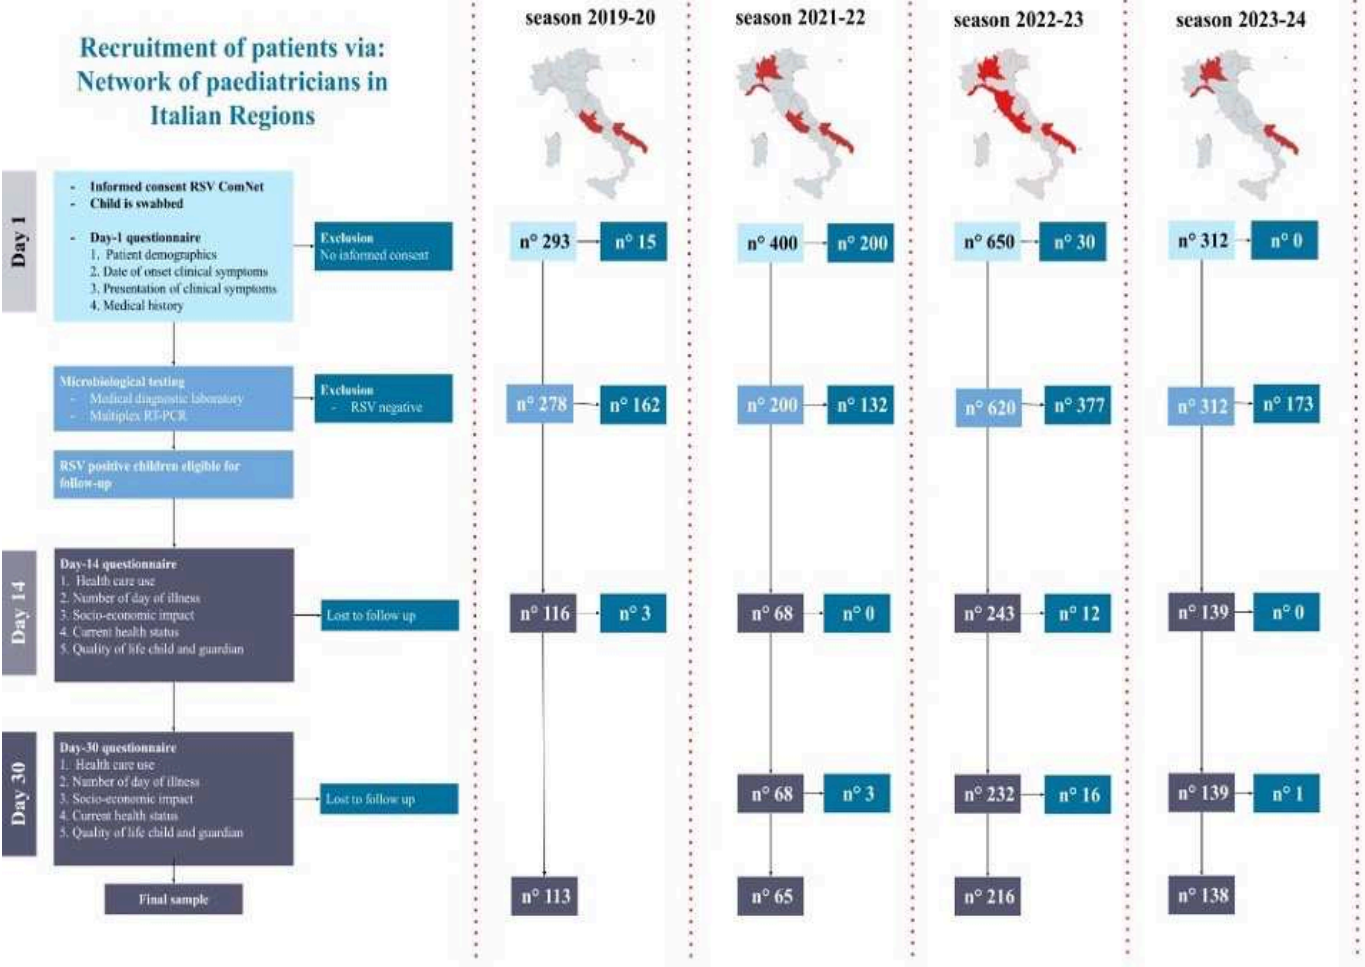 Recruitment of patients via:
Network of paediatricians in
Italian Regions
season 2019-20
season 2021-22
season 2022-23
season 2023-24
Day 1
- Informed consent RSV ComNet
- Child is swabbed
- Day-1 questionnaire
1. Patient demographics
2. Date of onset clinical symptoms
3. Presentation of clinical symptoms
4. Medical history
Exclusion
No informed consent
n° 293
n° 15
n° 400
n° 200
n° 650
n° 30
n° 312
n° 0
Microbiological testing
- Medical diagnostic laboratory
- Multiplex RT-PCR
Exclusion
- RSV negative
n° 278
n° 162
n° 200
n° 132
n° 620
n° 377
n° 312
n° 173
RSV positive children eligible for
follow-up
Day 14
Day-14 questionnaire
1. Health care use
2. Number of day of illness
3. Socio-economic impact
4. Current health status
5. Quality of life child and guardian
Lost to follow up
n° 116
n° 3
n° 68
n° 0
n° 243
n° 12
n° 139
n° 0
Day 30
Day-30 questionnaire
1. Health care use
2. Number of day of illness
3. Socio-economic impact
4. Current health status
5. Quality of life child and guardian
Lost to follow up
n° 68
n° 3
n° 232
n° 16
n° 139
n° 1
Final sample
n° 113
n° 65
n° 216
n° 138